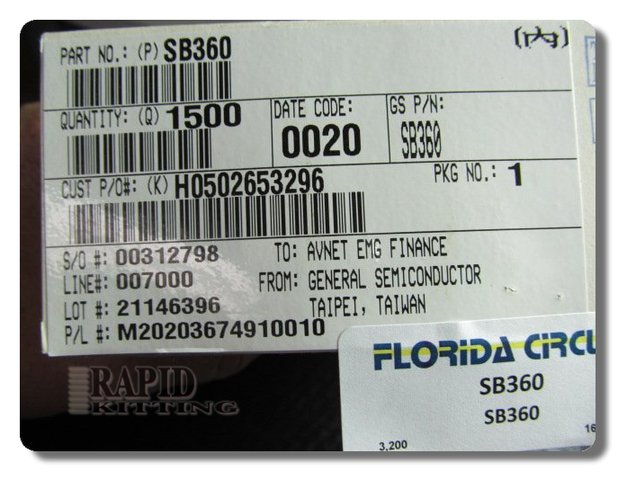 (pkg)
PART NO.: (P) SB360
QUANTITY: (Q) 1500
DATE CODE:
0020
GS P/N:
SB360
CUST P/O#: (K) H0502653296
PKG NO.: 1
S/O #: 00312798
TO: AVNET EMG FINANCE
LINE#: 007000
FROM: GENERAL SEMICONDUCTOR
LOT #: 21146396
TAIPEI, TAIWAN
P/L #: M20203674910010
FLORIDA CIRCU
SB360
SB360
3,200
16
RAPID
KITTING